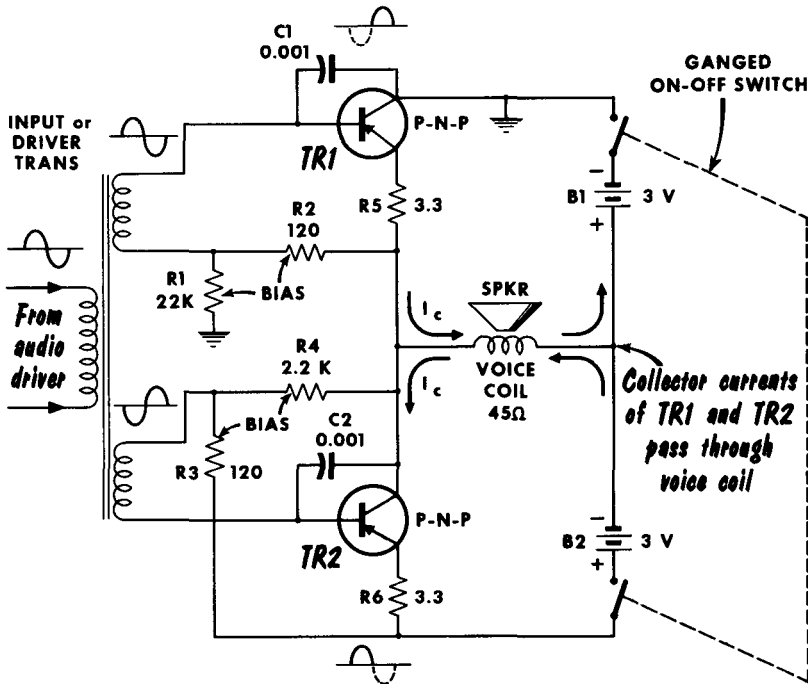 C1
0.001
GANGED
ON-OFF SWITCH
INPUT or
DRIVER
TRANS
P-N-P
TR1
R5
3.3
−
B1
3 V
+
R2
120
R1
22K
BIAS
SPKR
From
audio
driver
Ic
R4
2.2 K
VOICE
COIL
45Ω
Ic
Collector currents
of TR1 and TR2
pass through
voice coil
BIAS
C2
0.001
R3
120
P-N-P
TR2
−
B2
3 V
+
R6
3.3